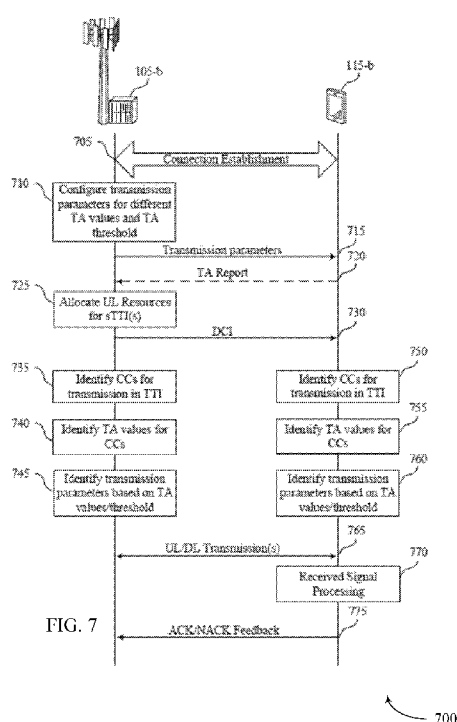 105-b
115-b
705
Connection Establishment
710
Configure transmission
parameters for different
TA values and TA
threshold
Transmission parameters
715
720
TA Report
725
Allocate UL Resources
for sTTI(s)
DCI
730
735
Identify CCs for
transmission in TTI
750
Identify CCs for
transmission in TTI
740
Identify TA values for
CCs
755
Identify TA values for
CCs
745
Identify transmission
parameters based on TA
values/threshold
760
Identify transmission
parameters based on TA
values/threshold
765
UL/DL Transmission(s)
770
Received Signal
Processing
FIG. 7
ACK/NACK Feedback
775
700